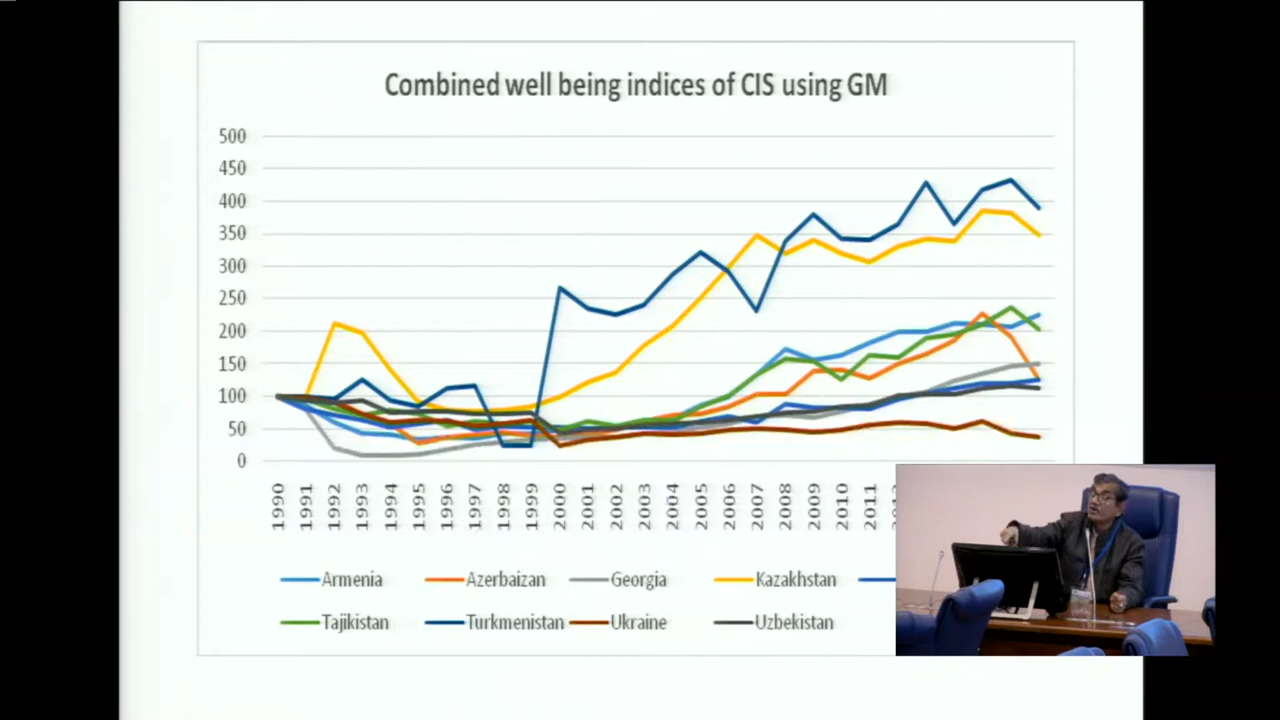 Combined well being indices of CIS using GM
500
450
400
350
300
250
200
150
100
50
0
1990 1991 1992 1993 1994 1995 1996 1997 1998 1999 2000 2001 2002 2003 2004 2005 2006 2007 2008 2009 2010 2011
Armenia Azerbaizan Georgia Kazakhstan
Tajikistan Turkmenistan Ukraine Uzbekistan